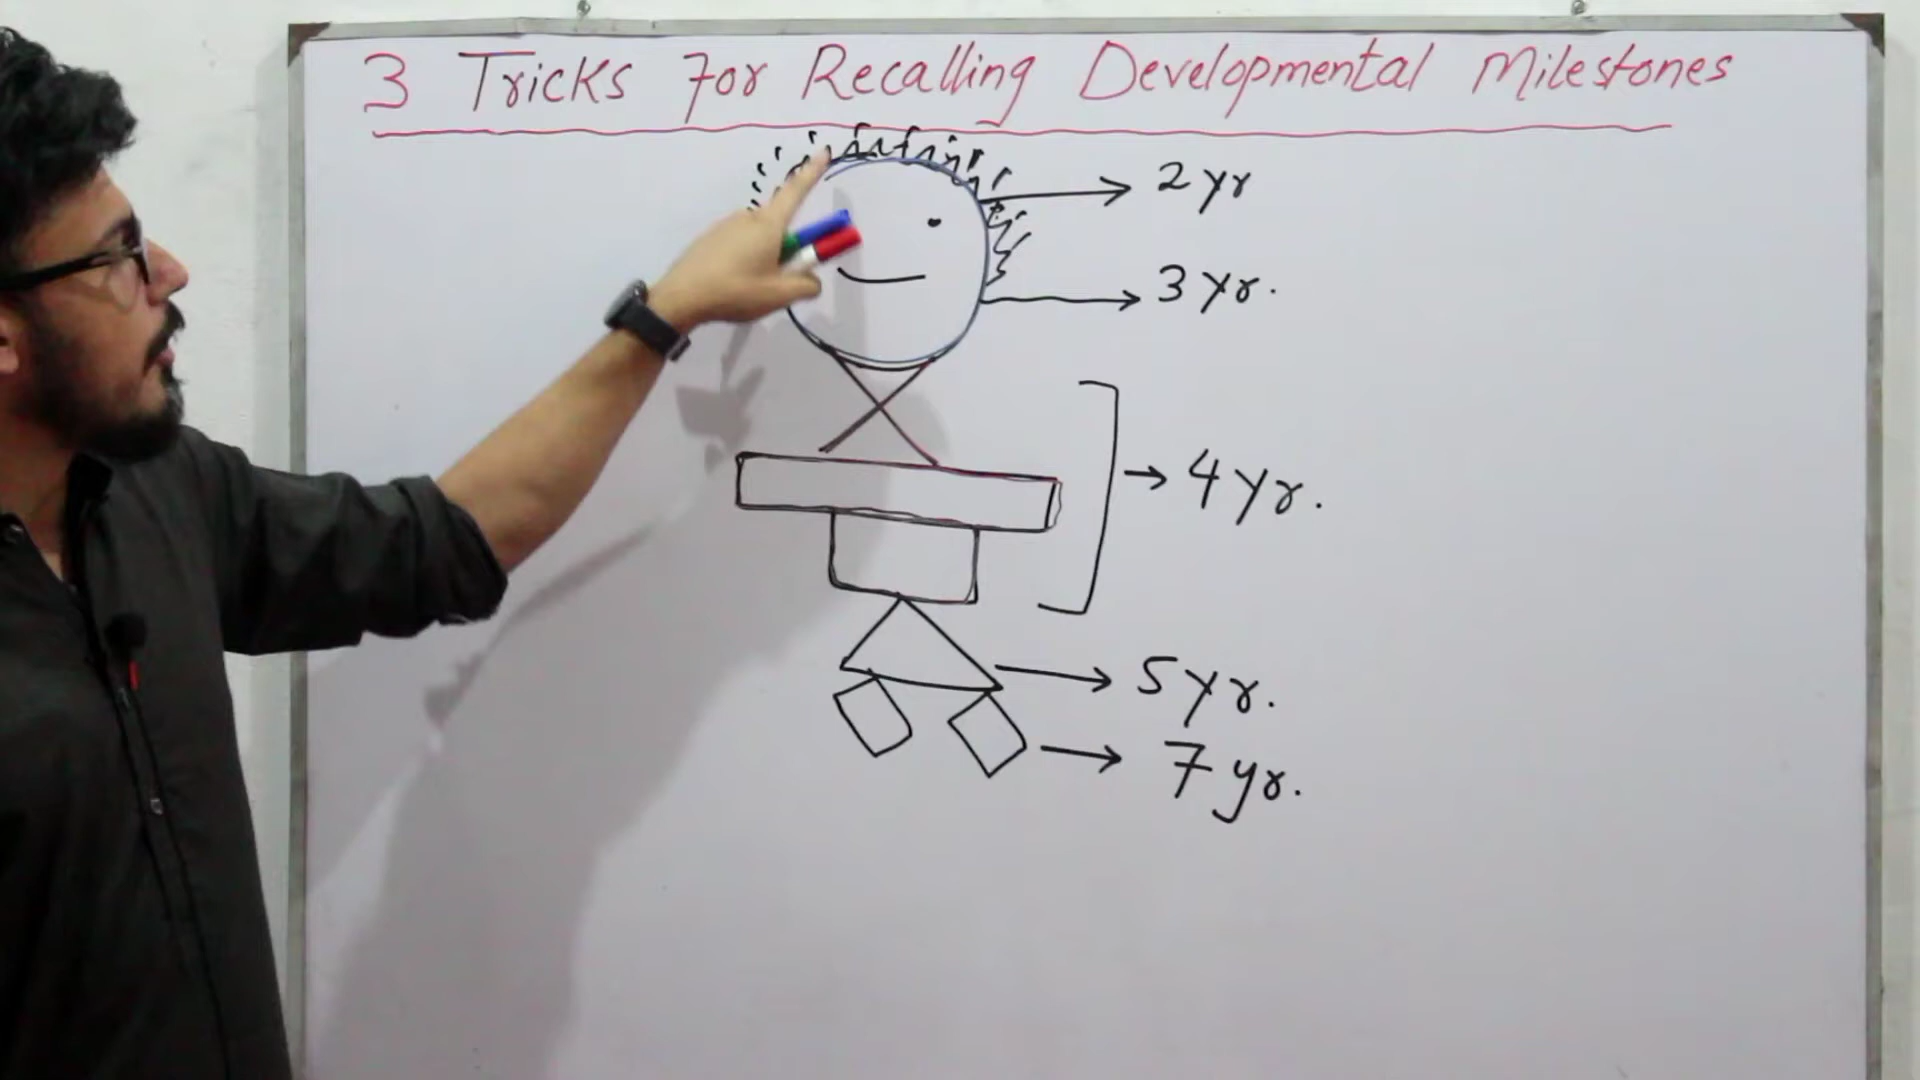 3 Tricks For Recalling Developmental Milestones
2 yr
3 yr.
4 yr.
5 yr.
7 yr.